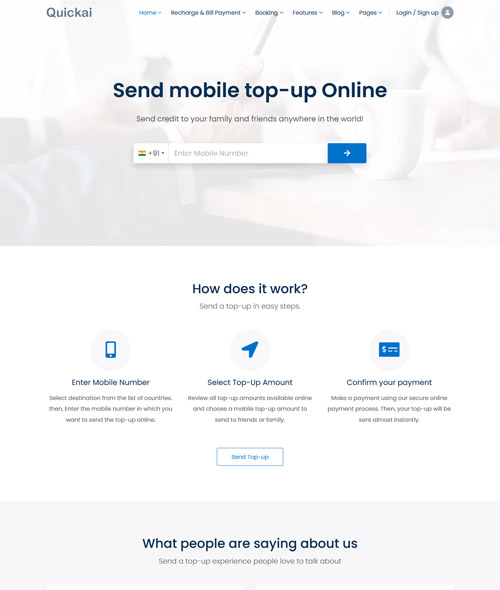 Quickai
Home Recharge & Bill Payment Booking Features Blog Pages Login / Sign up
Send mobile top-up Online
Send credit to your family and friends anywhere in the world!
+91 Enter Mobile Number
How does it work?
Send a top-up in easy steps.
Enter Mobile Number
Select destination from the list of countries.
then, Enter the mobile number in which you
want to send the top-up online.
Select Top-Up Amount
Review all top-up amounts available online
and choose a mobile top-up amount to
send to friends or family.
Confirm your payment
Make a payment using our secure online
payment process. Then, your top-up will be
sent almost instantly.
Send Top-up
What people are saying about us
Send a top-up experience people love to talk about